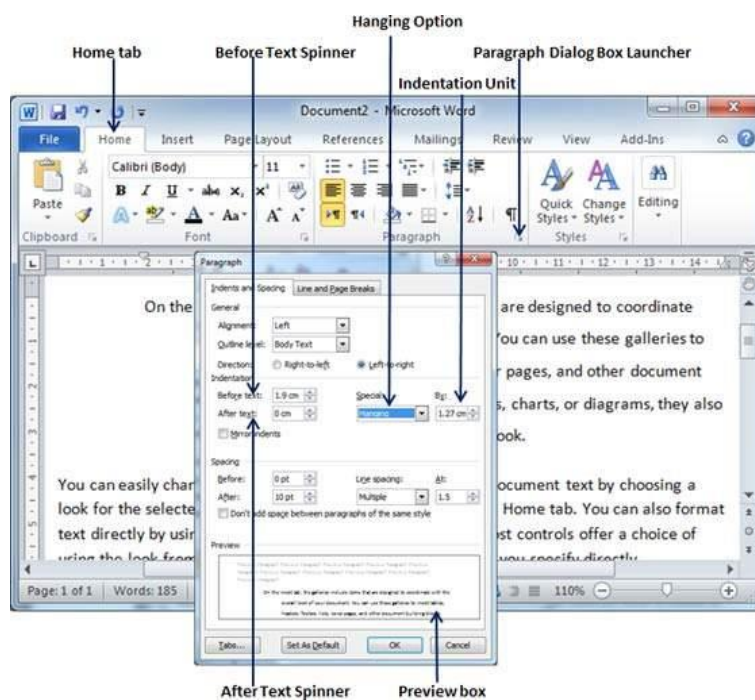 Hanging Option
Home tab
Before Text Spinner
Paragraph Dialog Box Launcher
Indentation Unit
Document2 - Microsoft Word
File Home Insert Page Layout References Mailings Review View Add-Ins
Calibri (Body) 11
Paste
Quick Styles
Change Styles
Editing
Clipboard Font Paragraph Styles
Paragraph
Indents and Spacing Line and Page Breaks
General
Alignment: Left
Outline level: Body Text
Direction: Right-to-left Left-to-right
Indentation
Before text: 1.9 cm Special: By:
After text: 0 cm Hanging 1.27 cm
Mirror indents
Spacing
Before: 0 pt Line spacing: At:
After: 10 pt Multiple 1.5
Don't add space between paragraphs of the same style
Preview
Tabs... Set As Default OK Cancel
On the are designed to coordinate
You can use these galleries to
pages, and other document
charts, or diagrams, they also
You can easily ocument text by choosing a
look for the selecte Home tab. You can also format
text directly by usin st controls offer a choice of
using the look from you specify directly
Page: 1 of 1 Words: 185 110%
After Text Spinner
Preview box